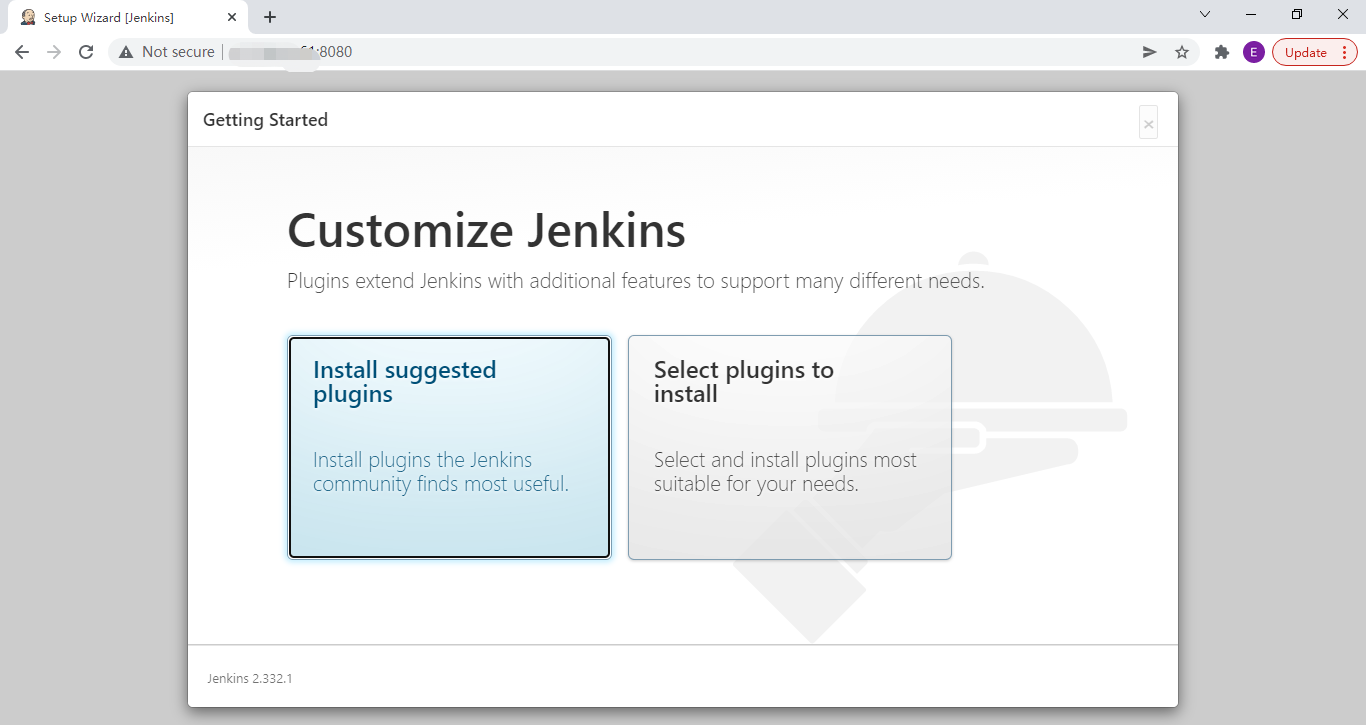 Setup Wizard [Jenkins]
Not secure :8080
E
Update
Getting Started
Customize Jenkins
Plugins extend Jenkins with additional features to support many different needs.
Install suggested
plugins
Install plugins the Jenkins
community finds most useful.
Select plugins to
install
Select and install plugins most
suitable for your needs.
Jenkins 2.332.1